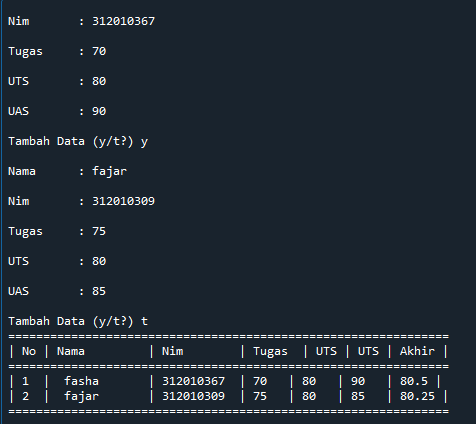 Nim       : 312010367
Tugas     : 70
UTS       : 80
UAS       : 90
Tambah Data (y/t?) y
Nama      : fajar
Nim       : 312010309
Tugas     : 75
UTS       : 80
UAS       : 85
Tambah Data (y/t?) t
===============================================================
| No | Nama         | Nim        | Tugas  | UTS | UTS | Akhir |
===============================================================
| 1  |  fasha       | 312010367  | 70   | 80   | 90   | 80.5 |
| 2  |  fajar       | 312010309  | 75   | 80   | 85   | 80.25 |
===============================================================